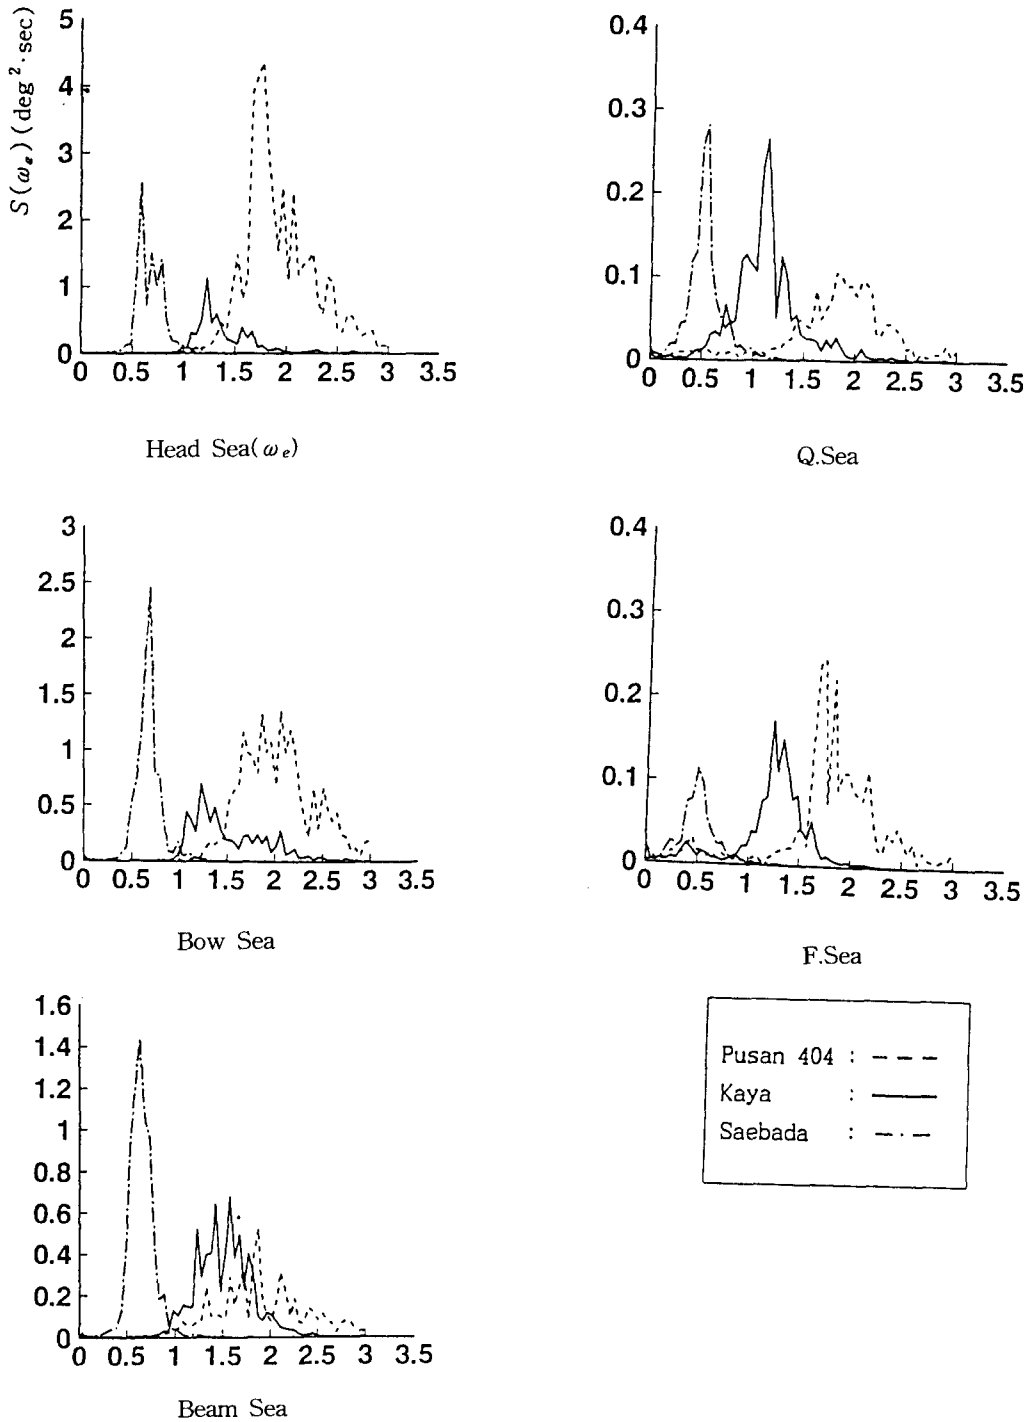 S(ωₑ)(deg²·sec)
5
4
3
2
1
0
0 0.5 1 1.5 2 2.5 3 3.5
Head Sea(ωₑ)
0.4
0.3
0.2
0.1
0
0 0.5 1 1.5 2 2.5 3 3.5
Q.Sea
3
2.5
2
1.5
1
0.5
0
0 0.5 1 1.5 2 2.5 3 3.5
Bow Sea
0.4
0.3
0.2
0.1
0
0 0.5 1 1.5 2 2.5 3 3.5
F.Sea
1.6
1.4
1.2
1
0.8
0.6
0.4
0.2
0
0 0.5 1 1.5 2 2.5 3 3.5
Beam Sea
Pusan 404 :
Kaya :
Saebada :